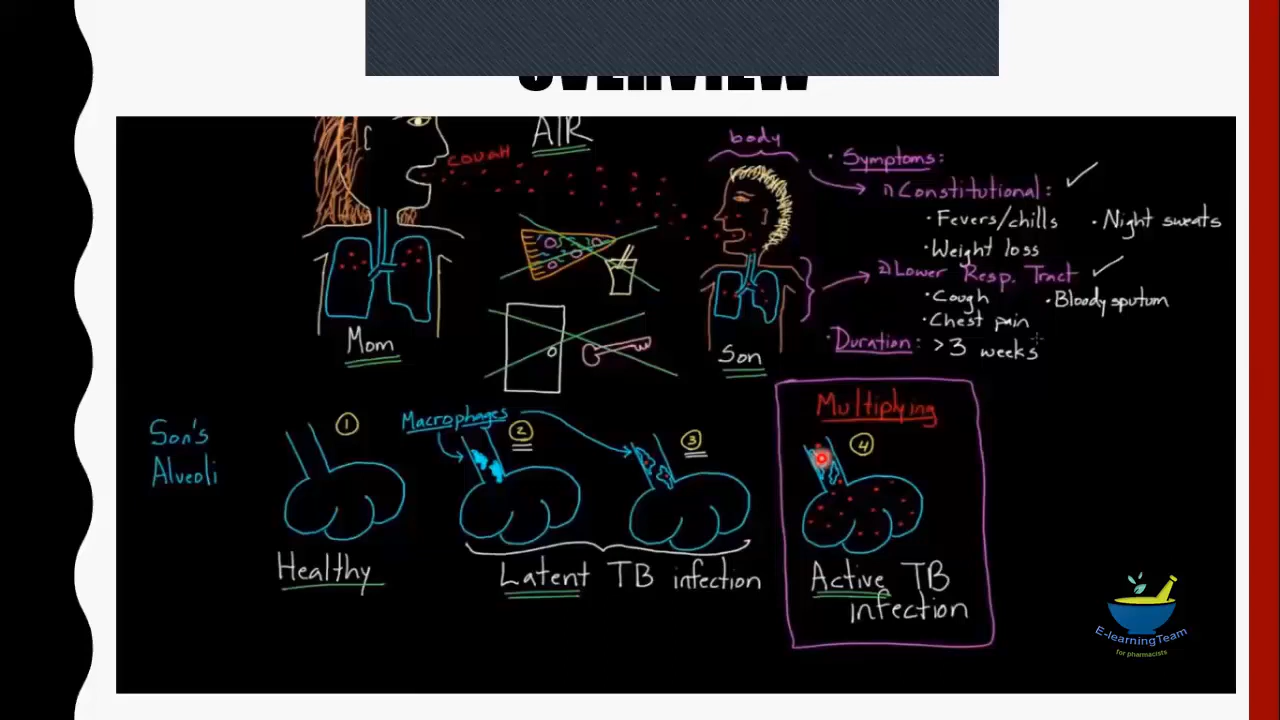 OVERVIEW
AIR
COUGH
body
· Symptoms:
1) Constitutional:
· Fevers/chills · Night sweats
· Weight loss
2) Lower Resp. Tract
· Cough · Bloody sputum
· Chest pain
· Duration: >3 weeks
Mom
Son
Son's
Alveoli
Macrophages
1
2
3
Multiplying
4
Healthy
Latent TB infection
Active TB
infection
E-learningTeam
for pharmacists